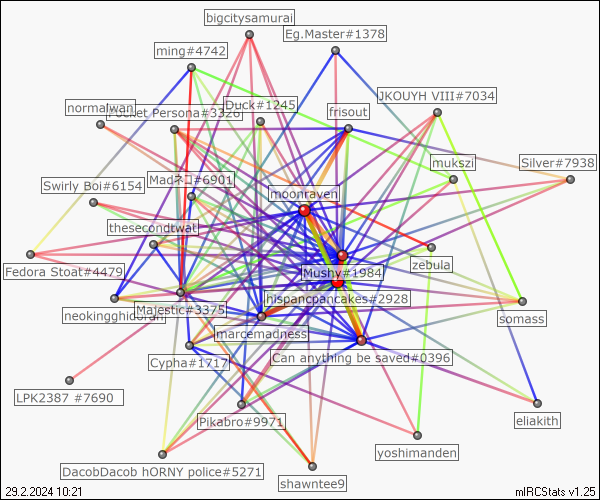 bigcitysamurai
Eg.Master#1378
ming#4742
JKOUYH VIII#7034
normalwan
Pocket Persona#3326
Duck#1245
frisout
mukszi
Silver#7938
Swirly Boi#6154
Madネコ#6901
moonraven
thesecondtwat
zebula
Fedora Stoat#4479
Mushy#1984
hispancpancakes#2928
neokingghidorah
Majestic#3375
somass
marcemadness
Can anything be saved#0396
Cypha#1717
LPK2387 #7690
Pikabro#9971
eliakith
yoshimanden
DacobDacob hORNY police#5271
shawntee9
29.2.2024 10:21
mIRCStats v1.25